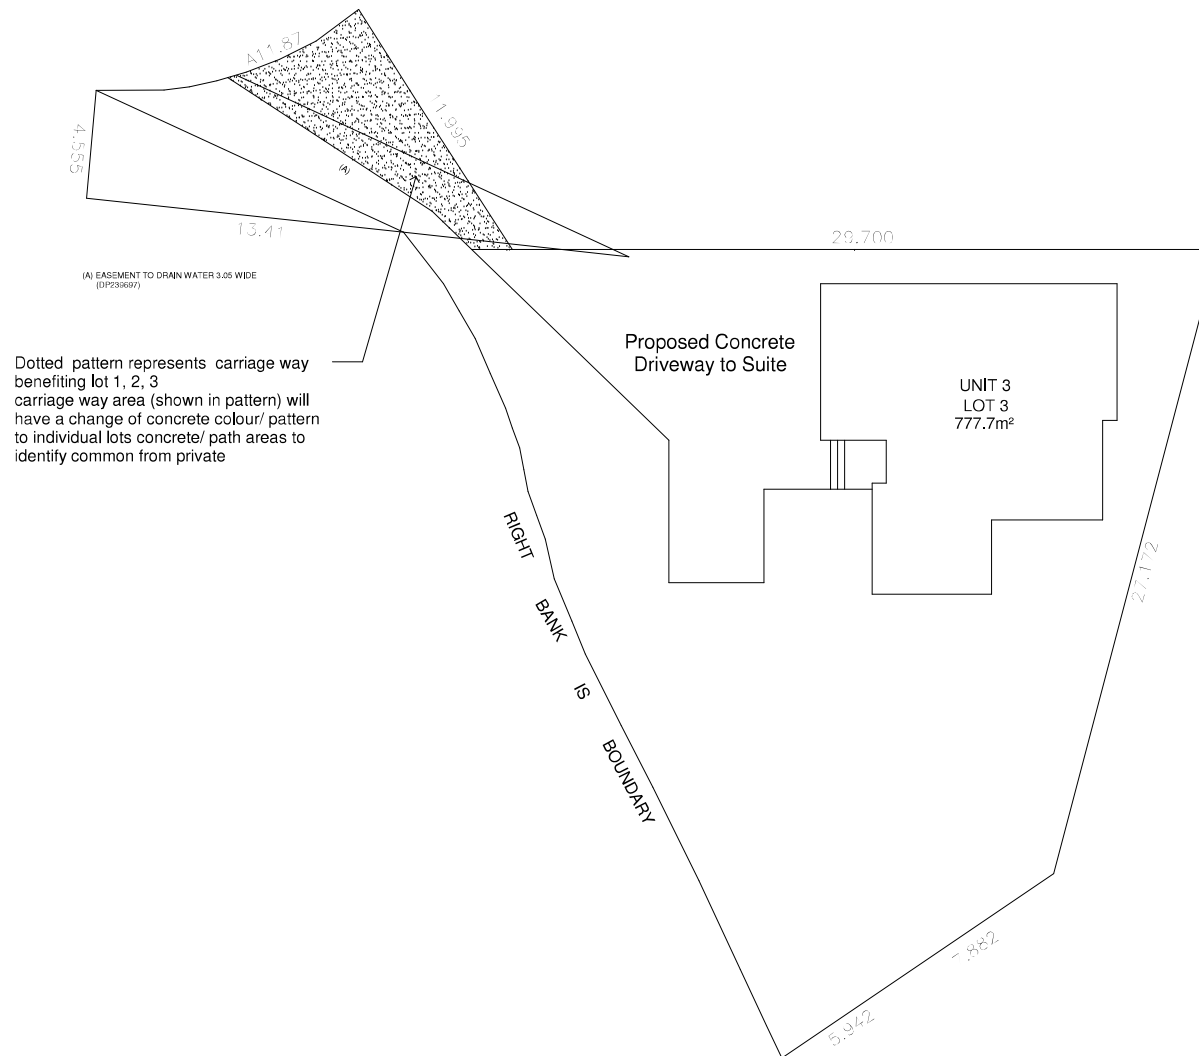 A11.87
11.995
4.555
(A)
13.41
29.700
(A) EASEMENT TO DRAIN WATER 3.05 WIDE
(DP239697)
Dotted pattern represents carriage way
benefiting lot 1, 2, 3
carriage way area (shown in pattern) will
have a change of concrete colour/ pattern
to individual lots concrete/ path areas to
identify common from private
Proposed Concrete
Driveway to Suite
UNIT 3
LOT 3
777.7m²
RIGHT BANK IS BOUNDARY
27.172
5.942